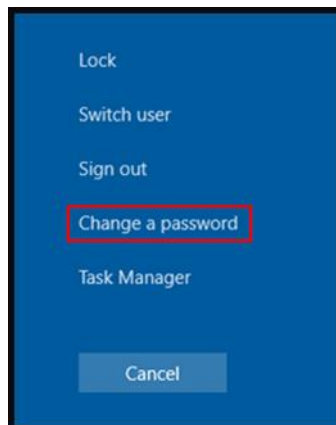 Lock
Switch user
Sign out
Change a password
Task Manager
Cancel